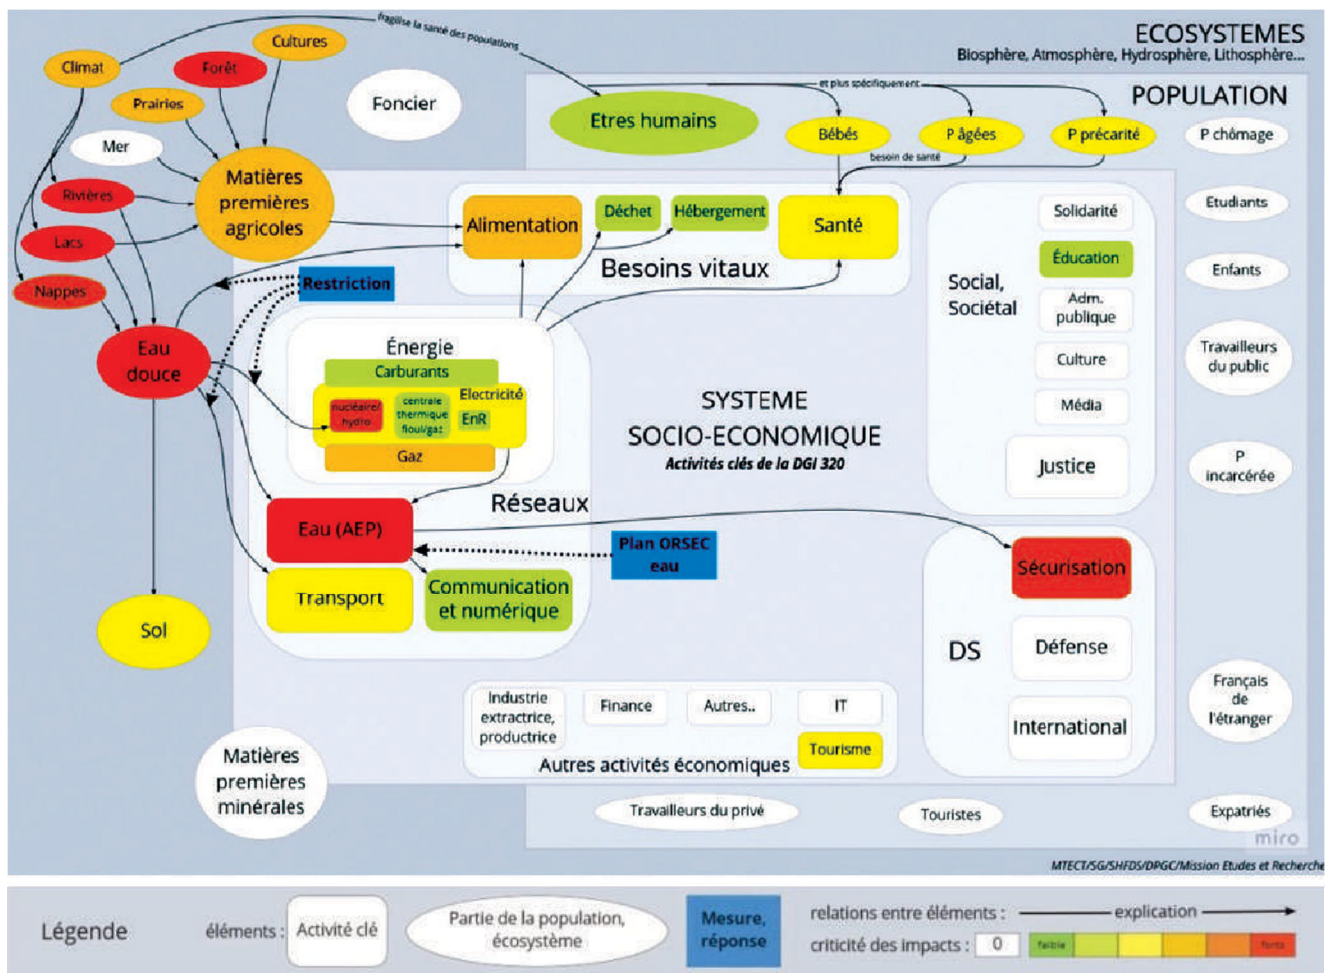 fragilise la santé des populations
ECOSYSTEMES
Biosphère, Atmosphère, Hydrosphère, Lithosphère...
Cultures
Climat
Forêt
Prairies
Mer
Rivières
Lacs
Nappes
Matières
premières
agricoles
Foncier
et plus spécifiquement
POPULATION
Etres humains
Bébés
P âgées
P précarité
P chômage
besoin de santé
Alimentation
Déchet
Hébergement
Santé
Besoins vitaux
Solidarité
Éducation
Social,
Sociétal
Adm.
publique
Culture
Média
Justice
Etudiants
Enfants
Travailleurs
du public
P
incarcérée
Restriction
Eau
douce
Énergie
Carburants
Electricité
nucléaire/
hydro
centrale
thermique
fioul/gaz
EnR
Gaz
SYSTEME
SOCIO-ECONOMIQUE
Activités clés de la DGI 320
Réseaux
Eau (AEP)
Plan ORSEC
eau
Transport
Communication
et numérique
Sol
Sécurisation
DS
Défense
International
Français
de
l'étranger
Industrie
extractrice,
productrice
Finance
Autres..
IT
Tourisme
Autres activités économiques
Matières
premières
minérales
Travailleurs du privé
Touristes
Expatriés
miro
MTECT/SG/SHFDS/DPGC/Mission Etudes et Recherche
Légende
éléments :
Activité clé
Partie de la population,
écosystème
Mesure,
réponse
relations entre éléments :
explication
criticité des impacts :
0
faible
forts